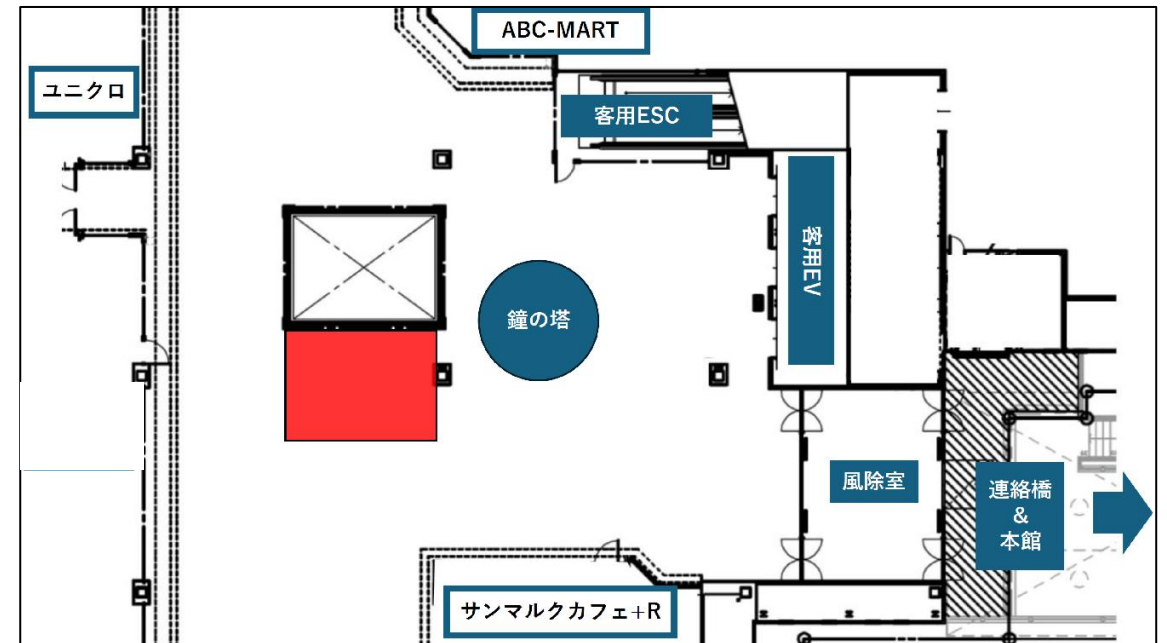 ABC-MART
ユニクロ
客用ESC
客用EV
鐘の塔
風除室
連絡橋
&
本館
サンマルクカフェ+R